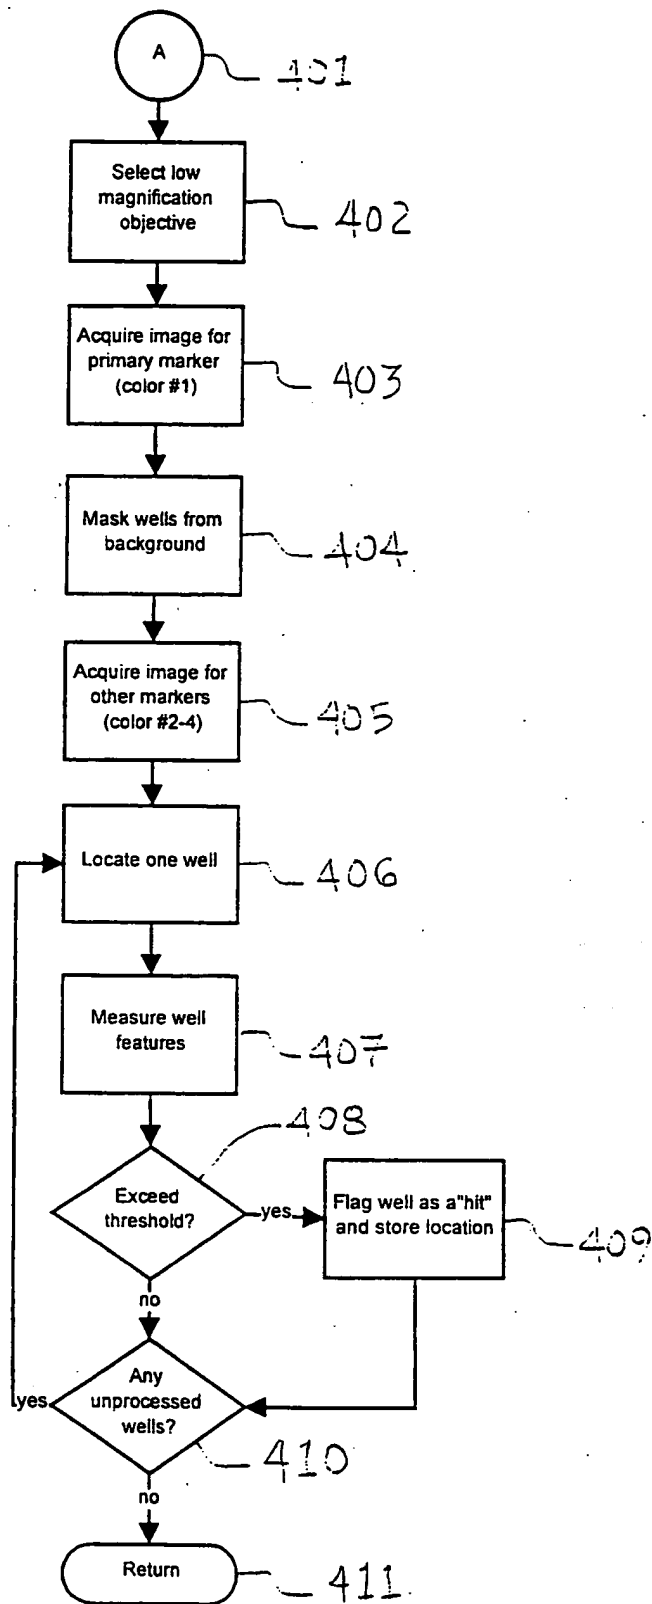 A
401
Select low
magnification
objective
402
Acquire image for
primary marker
(color #1)
403
Mask wells from
background
404
Acquire image for
other markers
(color #2-4)
405
Locate one well
406
Measure well
features
407
408
Exceed
threshold?
yes
Flag well as a"hit"
and store location
409
no
Any
unprocessed
wells?
yes
410
no
Return
411